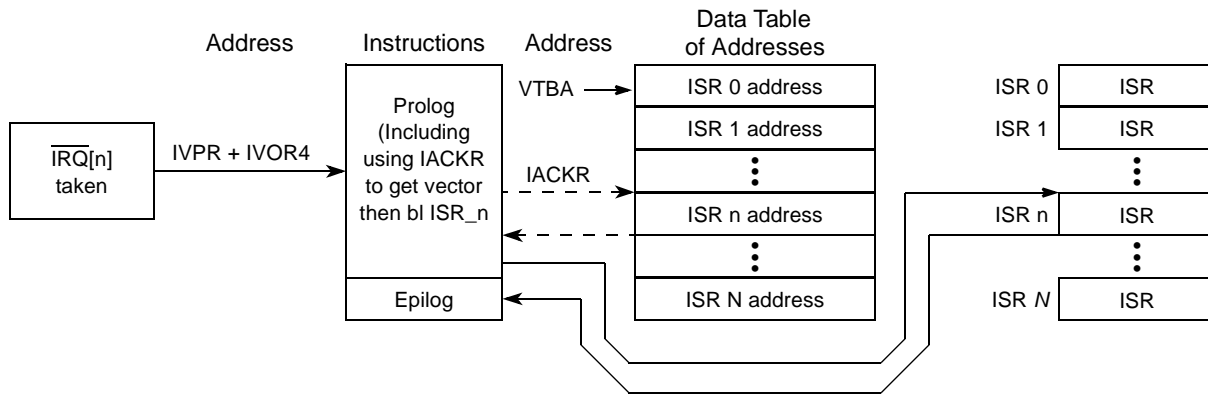 Address
Instructions
Address
Data Table
of Addresses
IRQ[n]
taken
IVPR + IVOR4
Prolog
(Including
using IACKR
to get vector
then bl ISR_n
Epilog
VTBA
IACKR
ISR 0 address
ISR 1 address
ISR n address
ISR N address
ISR 0
ISR
ISR 1
ISR
ISR n
ISR
ISR N
ISR